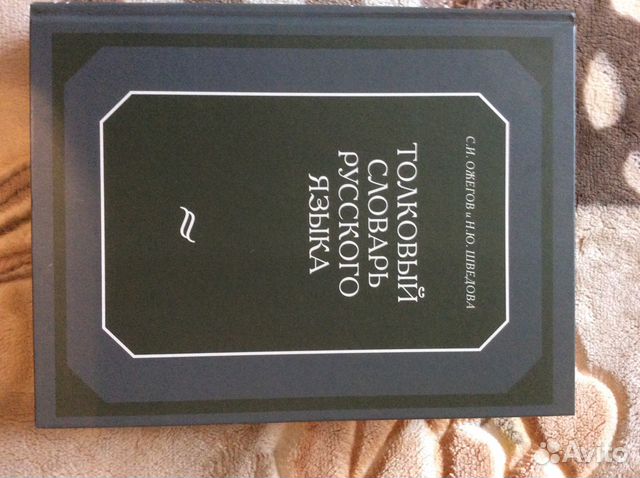 С.И. ОЖЕГОВ и Н.Ю. ШВЕДОВА
ТОЛКОВЫЙ
СЛОВАРЬ
РУССКОГО
ЯЗЫКА
Avito